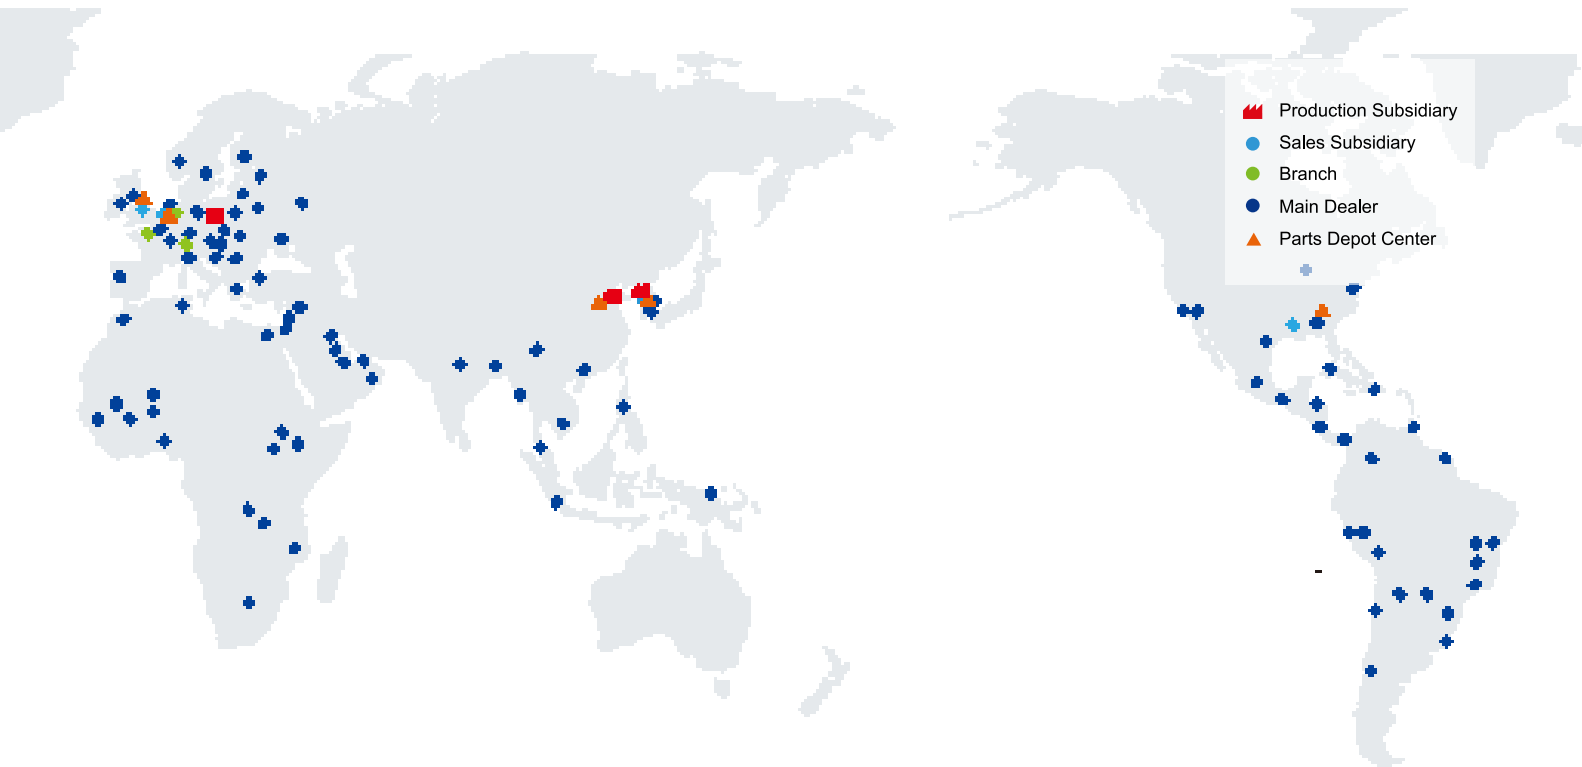 Production Subsidiary
Sales Subsidiary
Branch
Main Dealer
Parts Depot Center